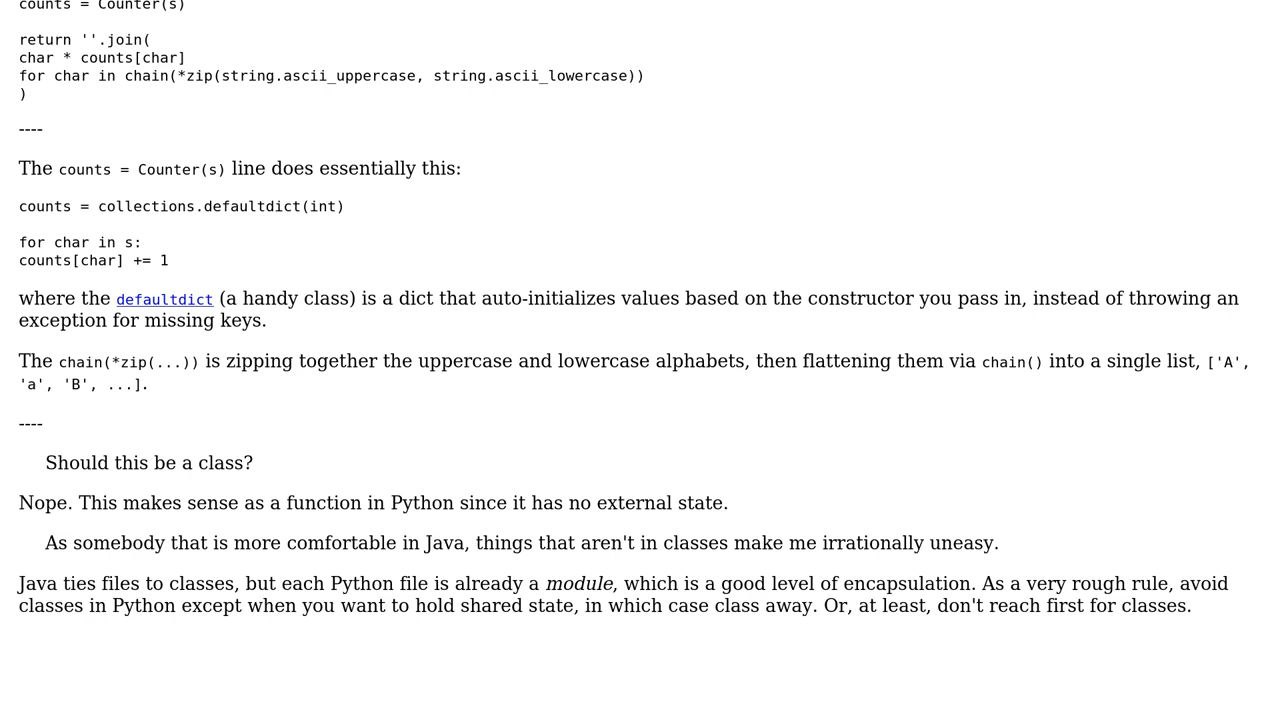 counts = Counter(s)
return ''.join(
char * counts[char]
for char in chain(*zip(string.ascii_uppercase, string.ascii_lowercase))
)
----
The counts = Counter(s) line does essentially this:
counts = collections.defaultdict(int)
for char in s:
counts[char] += 1
where the defaultdict (a handy class) is a dict that auto-initializes values based on the constructor you pass in, instead of throwing an
exception for missing keys.
The chain(*zip(...)) is zipping together the uppercase and lowercase alphabets, then flattening them via chain() into a single list, ['A',
'a', 'B', ...].
----
Should this be a class?
Nope. This makes sense as a function in Python since it has no external state.
As somebody that is more comfortable in Java, things that aren't in classes make me irrationally uneasy.
Java ties files to classes, but each Python file is already a module, which is a good level of encapsulation. As a very rough rule, avoid
classes in Python except when you want to hold shared state, in which case class away. Or, at least, don't reach first for classes.